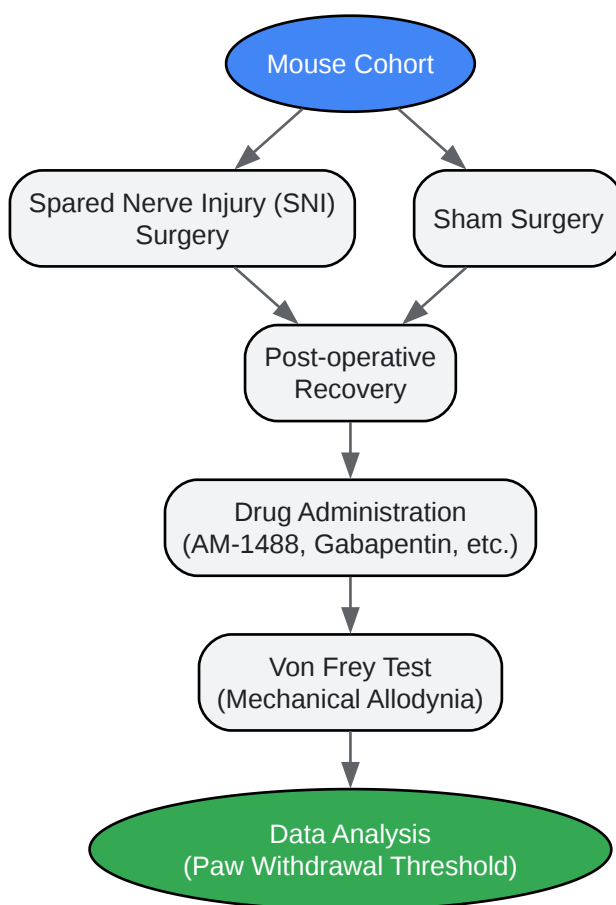 Mouse Cohort
Spared Nerve Injury (SNI)
Surgery
Sham Surgery
Post-operative
Recovery
Drug Administration
(AM-1488, Gabapentin, etc.)
Von Frey Test
(Mechanical Allodynia)
Data Analysis
(Paw Withdrawal Threshold)